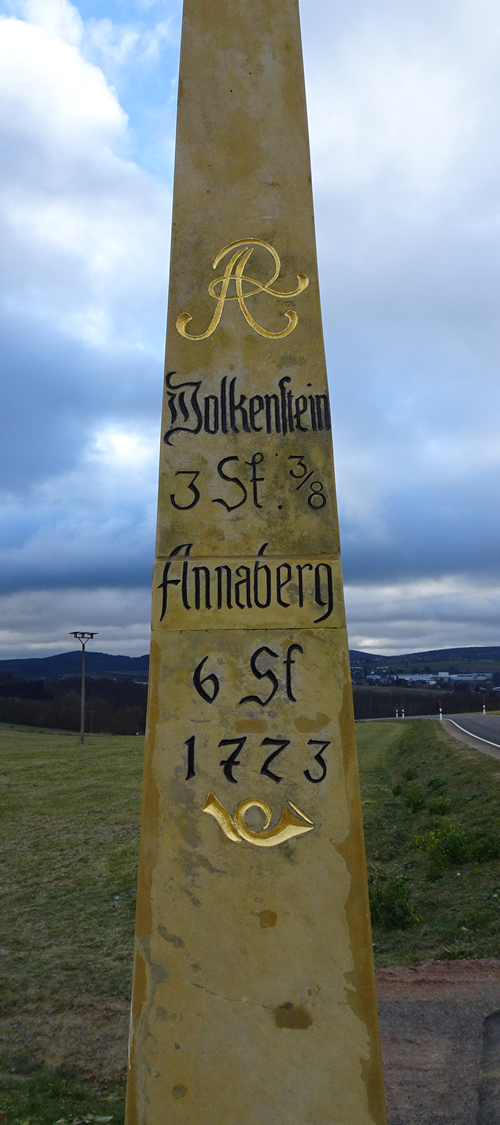 AR
Wolkenstein
3 St. 3/8
Annaberg
6 St
1723